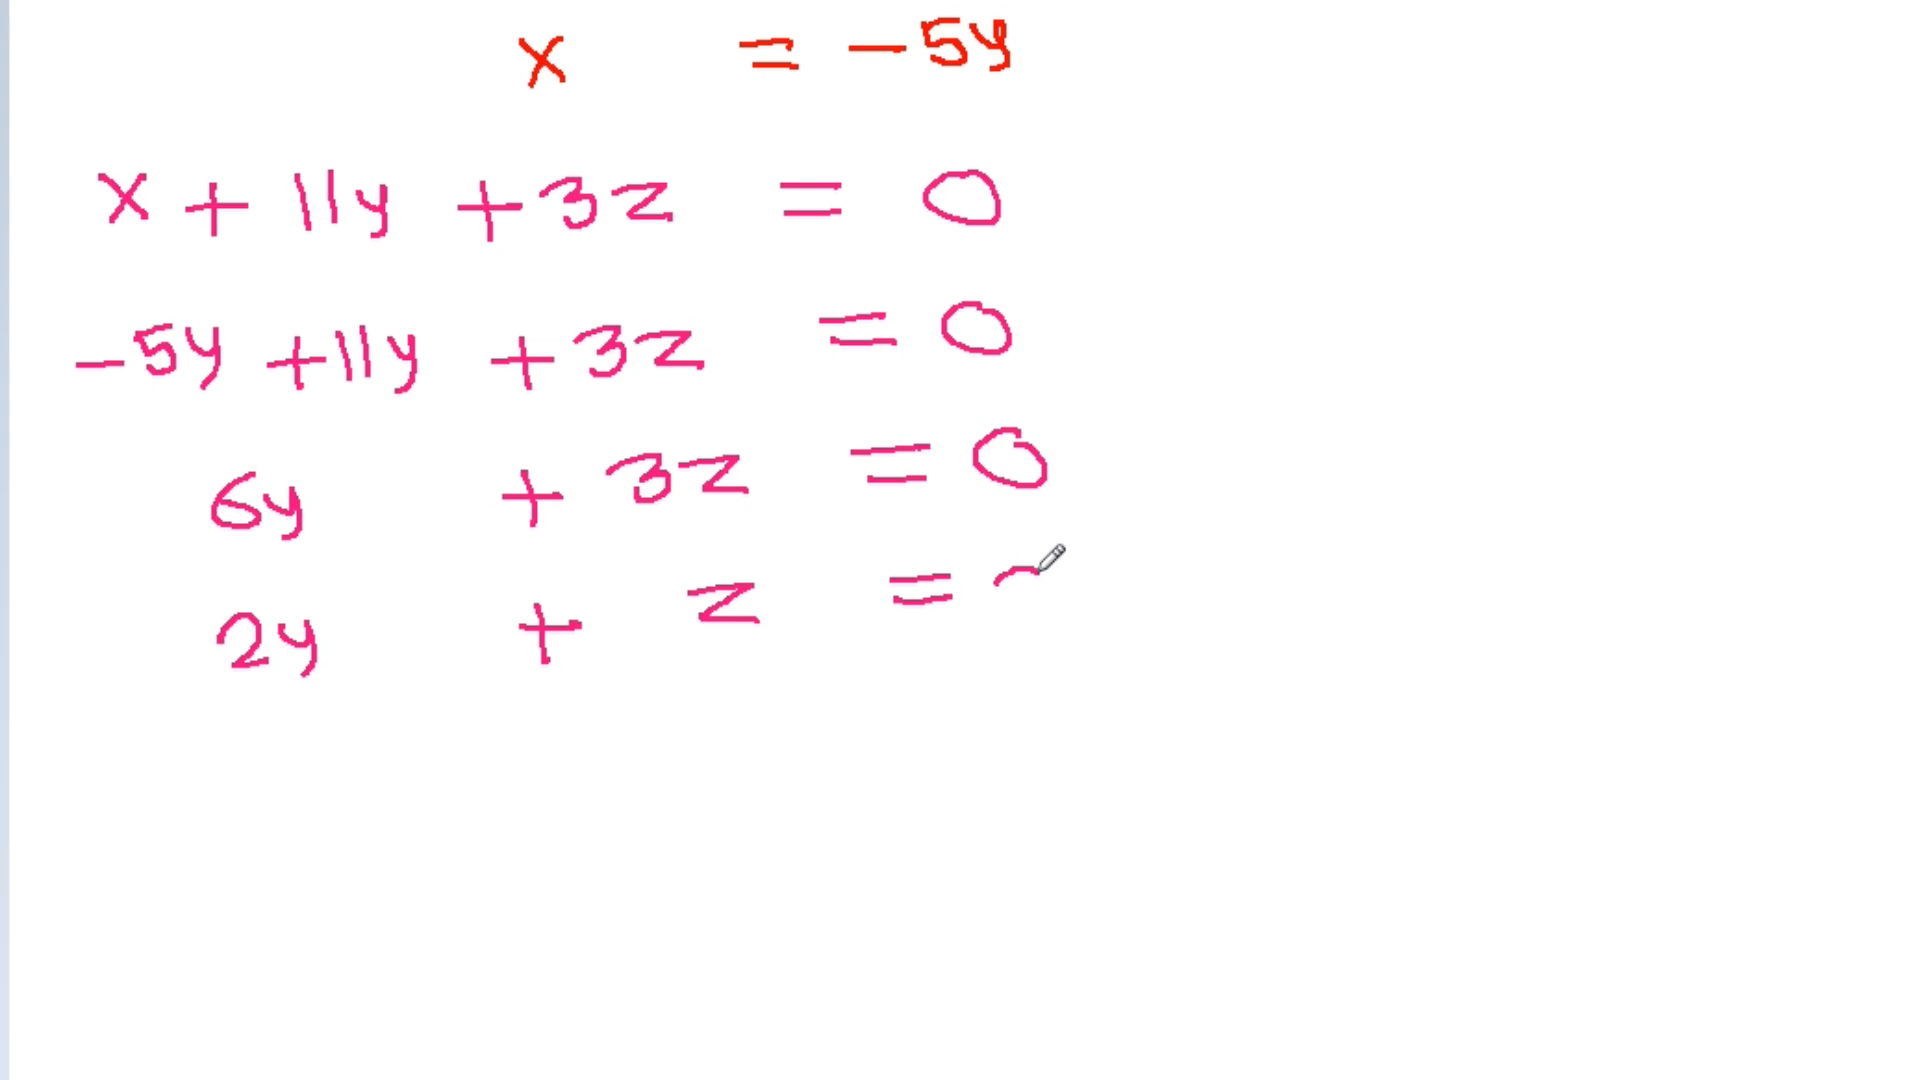 x = -5y
x + 11y + 3z = 0
-5y + 11y + 3z = 0
6y + 3z = 0
2y + z =